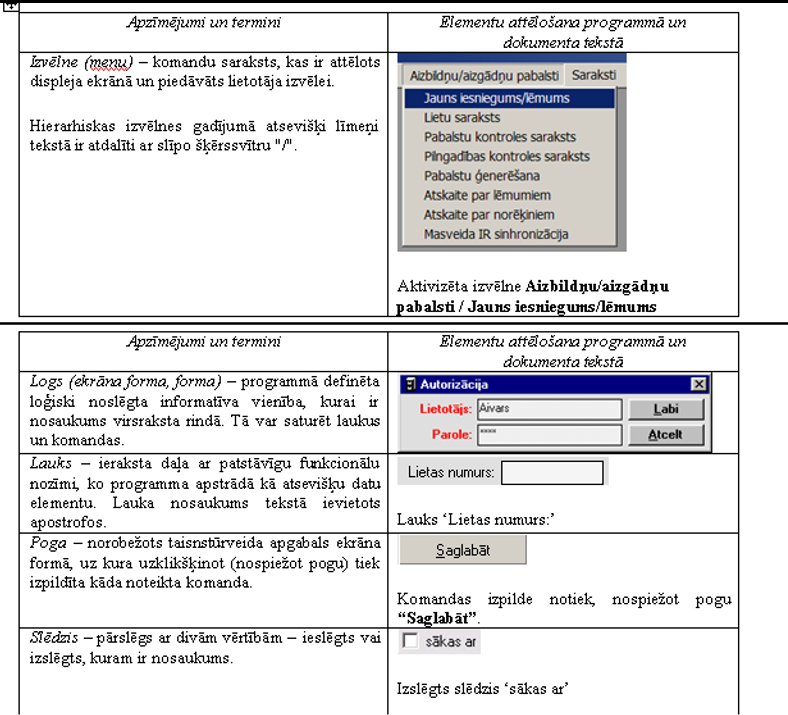 Apzīmējumi un termini
Elementu attēlošana programmā un
dokumenta tekstā
Izvēlne (menu) – komandu saraksts, kas ir attēlots
displeja ekrānā un piedāvāts lietotāja izvēlei.
Hierarhiskas izvēlnes gadījumā atsevišķi līmeņi
tekstā ir atdalīti ar slīpo šķērssvītru "/".
Aizbildņu/aizgādņu pabalsti Saraksti
Jauns iesniegums/lēmums
Lietu saraksts
Pabalstu kontroles saraksts
Pilngadības kontroles saraksts
Pabalstu ģenerēšana
Atskaite par lēmumiem
Atskaite par norēķiniem
Masveida IR sinhronizācija
Aktivizēta izvēlne Aizbildņu/aizgādņu
pabalsti / Jauns iesniegums/lēmums
Apzīmējumi un termini
Elementu attēlošana programmā un
dokumenta tekstā
Logs (ekrāna forma, forma) – programmā definēta
loģiski noslēgta informatīva vienība, kurai ir
nosaukums virsraksta rindā. Tā var saturēt laukus
un komandas.
Autorizācija
Lietotājs: Aivars Labi
Parole: **** Atcelt
Lauks – ieraksta daļa ar patstāvīgu funkcionālu
nozīmi, ko programma apstrādā kā atsevišķu datu
elementu. Lauka nosaukums tekstā ievietots
apostrofos.
Lietas numurs:
Lauks ‘Lietas numurs:’
Poga – norobežots taisnstūrveida apgabals ekrāna
formā, uz kura uzklikšķinot (nospiežot pogu) tiek
izpildīta kāda noteikta komanda.
Saglabāt
Komandas izpilde notiek, nospiežot pogu
“Saglabāt”.
Slēdzis – pārslēgs ar divām vērtībām – ieslēgts vai
izslēgts, kuram ir nosaukums.
sākas ar
Izslēgts slēdzis ‘sākas ar’